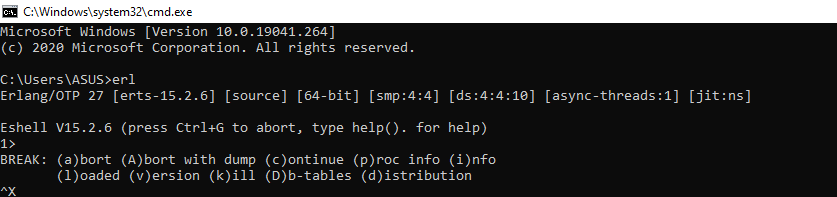 C:\Windows\system32\cmd.exe
Microsoft Windows [Version 10.0.19041.264]
(c) 2020 Microsoft Corporation. All rights reserved.
C:\Users\ASUS>erl
Erlang/OTP 27 [erts-15.2.6] [source] [64-bit] [smp:4:4] [ds:4:4:10] [async-threads:1] [jit:ns]
Eshell V15.2.6 (press Ctrl+G to abort, type help(). for help)
1>
BREAK: (a)bort (A)bort with dump (c)ontinue (p)roc info (i)nfo
(l)oaded (v)ersion (k)ill (D)b-tables (d)istribution
^X